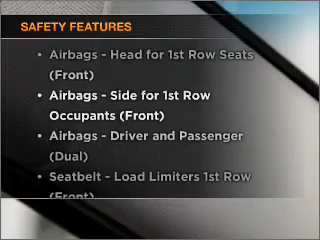 SAFETY FEATURES
• Airbags - Head for 1st Row Seats
(Front)
• Airbags - Side for 1st Row
Occupants (Front)
• Airbags - Driver and Passenger
(Dual)
• Seatbelt - Load Limiters 1st Row
(Front)